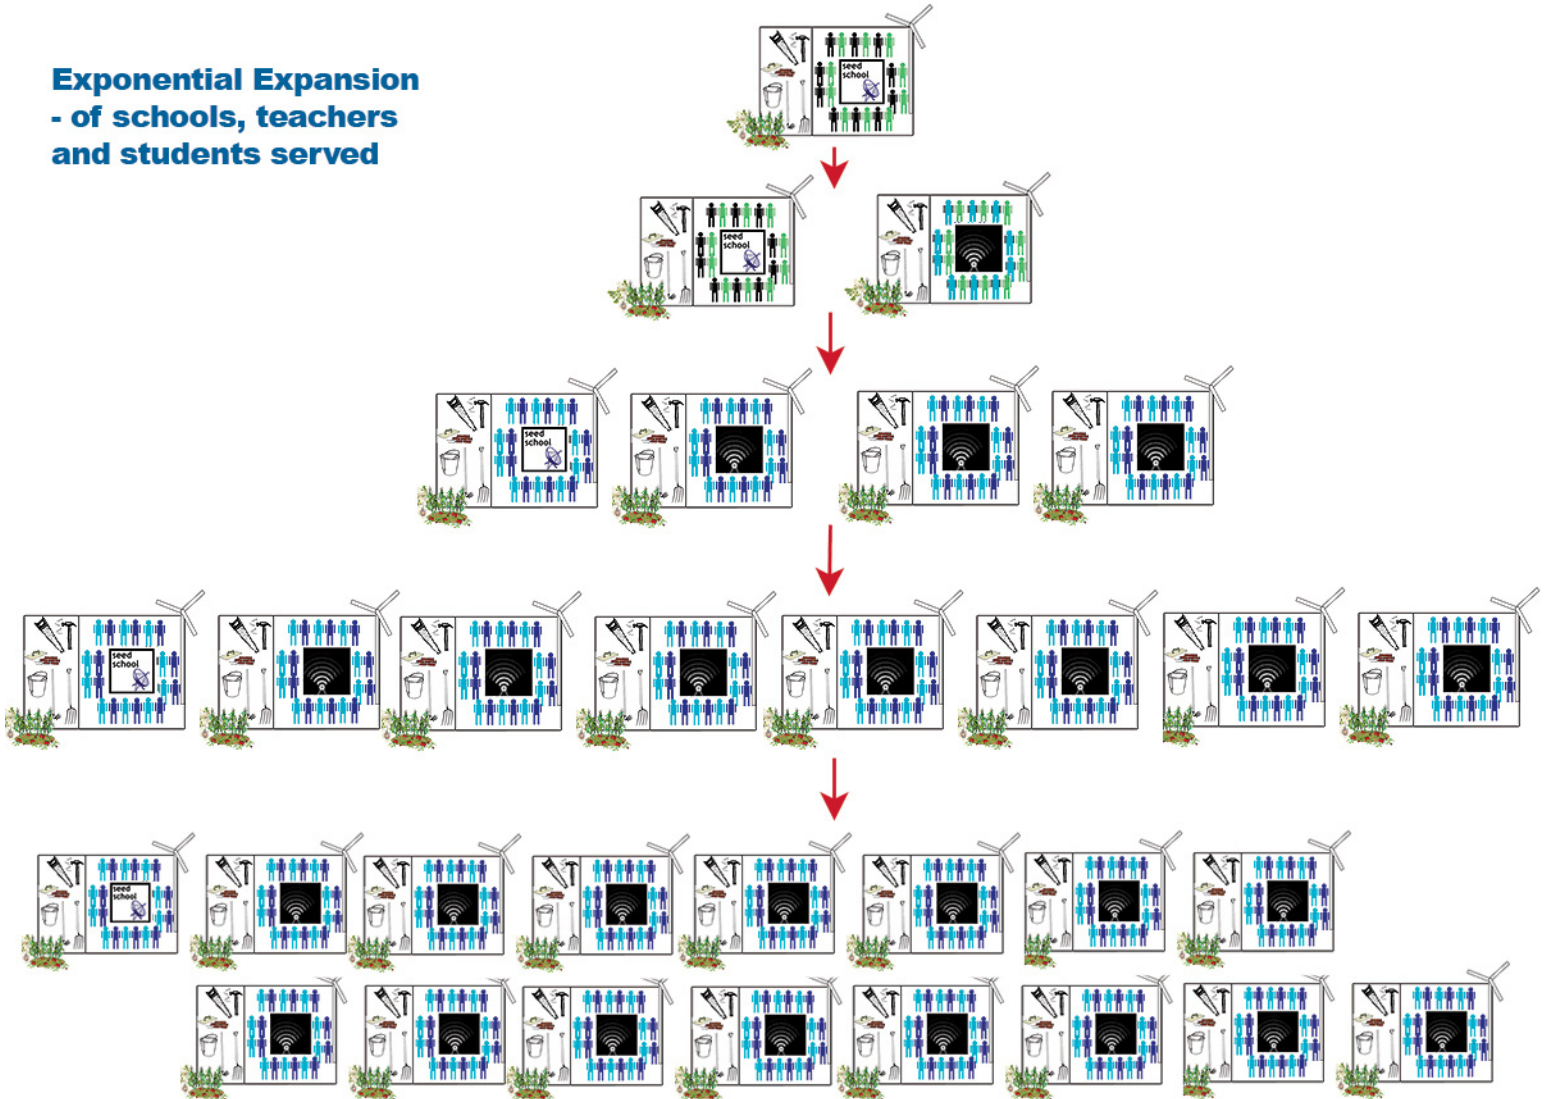 Exponential Expansion
- of schools, teachers
and students served
seed
school
seed
school
seed
school
seed
school
seed
school